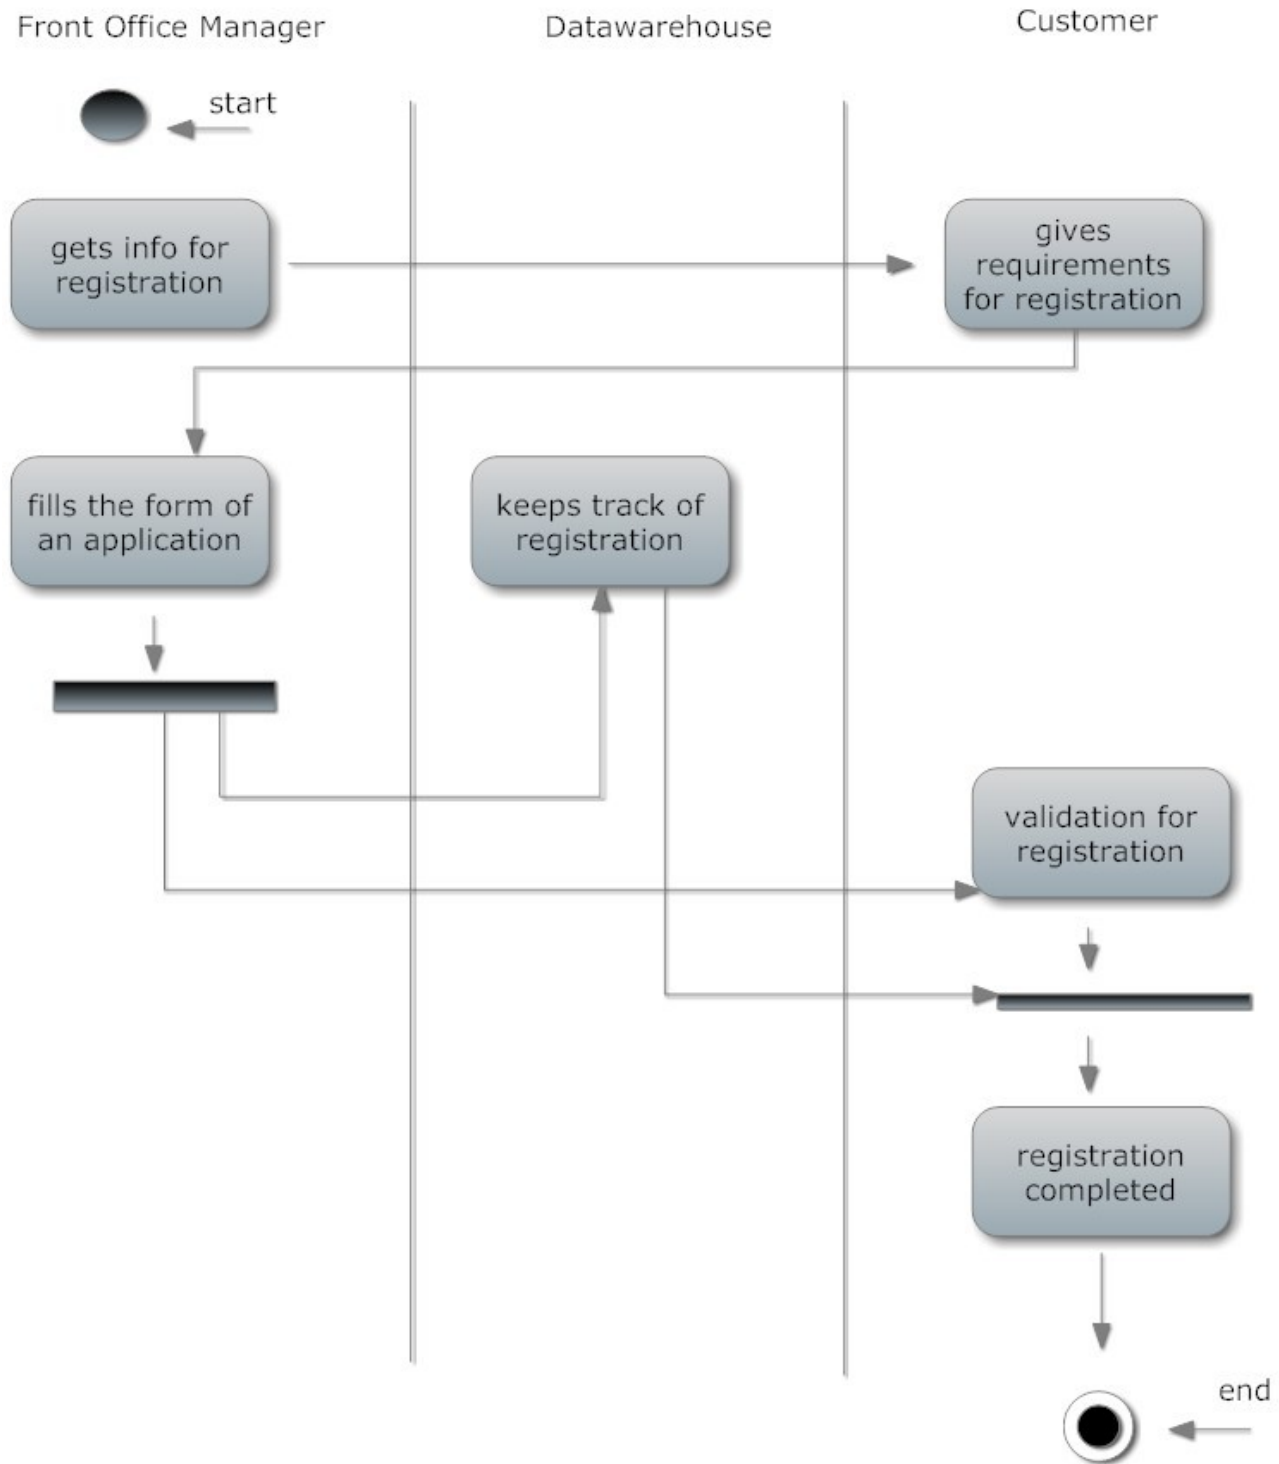 Front Office Manager
Datawarehouse
Customer
start
gets info for
registration
gives
requirements
for registration
fills the form of
an application
keeps track of
registration
validation for
registration
registration
completed
end